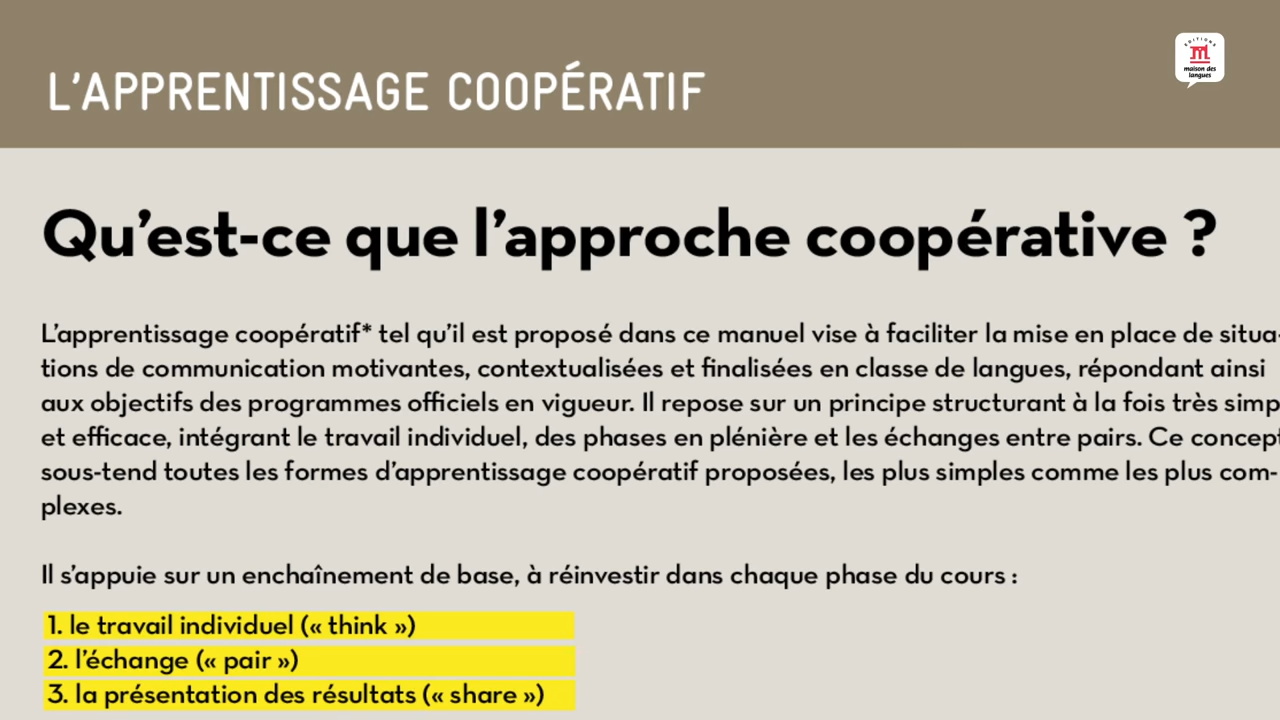 L'APPRENTISSAGE COOPÉRATIF
ÉDITIONS
maison des
langues
Qu'est-ce que l'approche coopérative ?
L'apprentissage coopératif* tel qu'il est proposé dans ce manuel vise à faciliter la mise en place de situa-
tions de communication motivantes, contextualisées et finalisées en classe de langues, répondant ainsi
aux objectifs des programmes officiels en vigueur. Il repose sur un principe structurant à la fois très simp
et efficace, intégrant le travail individuel, des phases en plénière et les échanges entre pairs. Ce concept
sous-tend toutes les formes d'apprentissage coopératif proposées, les plus simples comme les plus com-
plexes.
Il s'appuie sur un enchaînement de base, à réinvestir dans chaque phase du cours :
1. le travail individuel (« think »)
2. l'échange (« pair »)
3. la présentation des résultats (« share »)